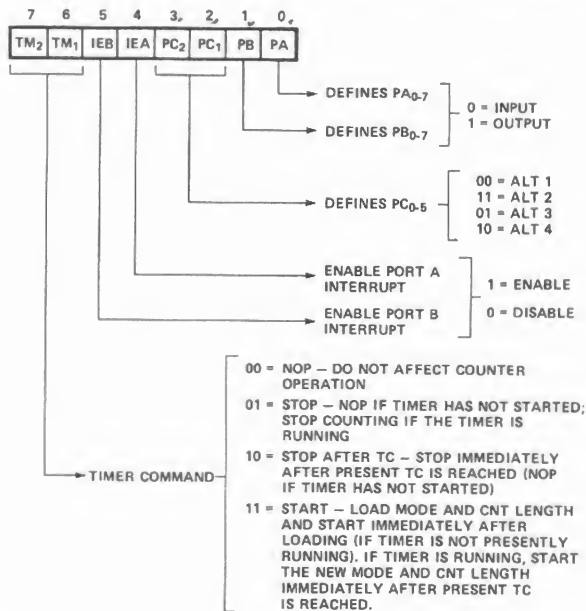 7 6 5 4 3 2 1 0
TM2 TM1 IEB IEA PC2 PC1 PB PA
DEFINES PA0-7
DEFINES PB0-7
0 = INPUT
1 = OUTPUT
DEFINES PC0-5
00 = ALT 1
11 = ALT 2
01 = ALT 3
10 = ALT 4
ENABLE PORT A
INTERRUPT
ENABLE PORT B
INTERRUPT
1 = ENABLE
0 = DISABLE
TIMER COMMAND
00 = NOP – DO NOT AFFECT COUNTER
OPERATION
01 = STOP – NOP IF TIMER HAS NOT STARTED;
STOP COUNTING IF THE TIMER IS
RUNNING
10 = STOP AFTER TC – STOP IMMEDIATELY
AFTER PRESENT TC IS REACHED (NOP
IF TIMER HAS NOT STARTED)
11 = START – LOAD MODE AND CNT LENGTH
AND START IMMEDIATELY AFTER
LOADING (IF TIMER IS NOT PRESENTLY
RUNNING). IF TIMER IS RUNNING, START
THE NEW MODE AND CNT LENGTH
IMMEDIATELY AFTER PRESENT TC
IS REACHED.